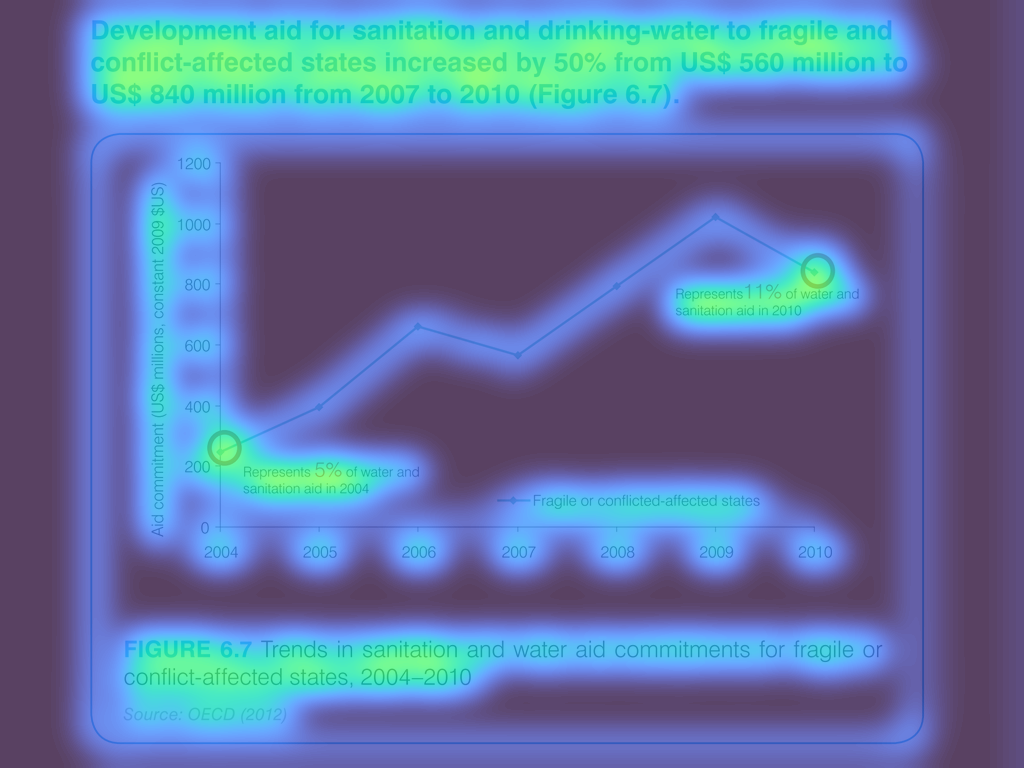 Development aid for sanitation and drinking-water to fragile and
conflict-affected states increased by 50% from US$ 560 million to
US$ 840 million from 2007 to 2010 (Figure 6.7).
Aid commitment (US$ millions, constant 2009 $US)
1200
1000
800
600
400
200
0
Represents 11% of water and
sanitation aid in 2010
Represents 5% of water and
sanitation aid in 2004
Fragile or conflicted-affected states
2004 2005 2006 2007 2008 2009 2010
FIGURE 6.7 Trends in sanitation and water aid commitments for fragile or
conflict-affected states, 2004–2010
Source: OECD (2012)